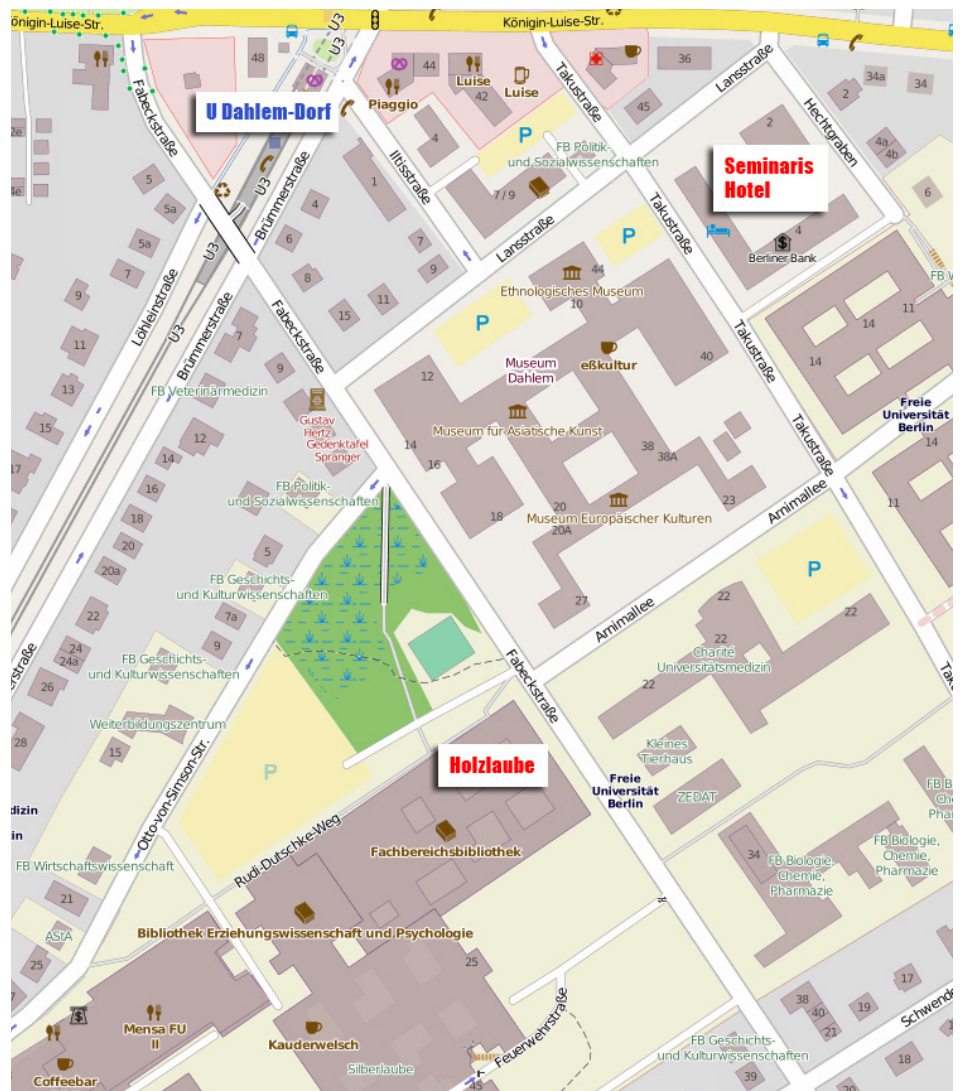 Königin-Luise-Str.
Königin-Luise-Str.
U3
U3
48
44
Luise
42
Luise
Piaggio
36
Takustraße
Lansstraße
34a
34
2
Fabeckstraße
U Dahlem-Dorf
45
4
FB Politik-
und Sozialwissenschaften
2
Hechtgraben
4a
4b
2e
4e
5
5a
U3
1
Iltisstraße
7 / 9
Seminaris
Hotel
6
Brümmerstraße
4
6
7
9
Lansstraße
Takustraße
4
Berliner Bank
5a
7
U3
8
Ethnologisches Museum
44
10
FB W
9
Löhleinstraße
U3
Brümmerstraße
Fabeckstraße
11
15
11
14
14
Takustraße
11
7
9
Museum
Dahlem
eßkultur
40
12
13
FB Veterinärmedizin
Gustav
Hertz
Gedenktafel
Spranger
Museum für Asiatische Kunst
Freie
Universität
Berlin
15
12
14
14
16
38
38A
Takustraße
14
17
16
FB Politik-
und Sozialwissenschaften
18
20
20A
Museum Europäischer Kulturen
23
Arnimallee
11
18
20
20a
5
FB Geschichts-
und Kulturwissenschaften
P
27
22
7a
Arnimallee
22
22
22
24
24a
9
FB Geschichts-
und Kulturwissenschaften
Charité
Universitätsmedizin
26
Fabeckstraße
22
28
Weiterbildungszentrum
15
Kleines
Tierhaus
P
Holzlaube
Freie
Universität
Berlin
ZEDAT
Otto-von-Simson-Str.
Rudi-Dutschke-Weg
Fachbereichsbibliothek
34
FB Biologie,
Chemie,
Pharmazie
FB Biologie,
Chemie,
Pharmazie
FB Wirtschaftswissenschaft
21
AStA
25
Bibliothek Erziehungswissenschaft und Psychologie
25
Mensa FU
II
Kauderwelsch
Coffeebar
Silberlaube
Feuerwehrstraße
45
38
40
21
19
17
18
20
Schwende
FB Geschichts-
und Kulturwissenschaften
39